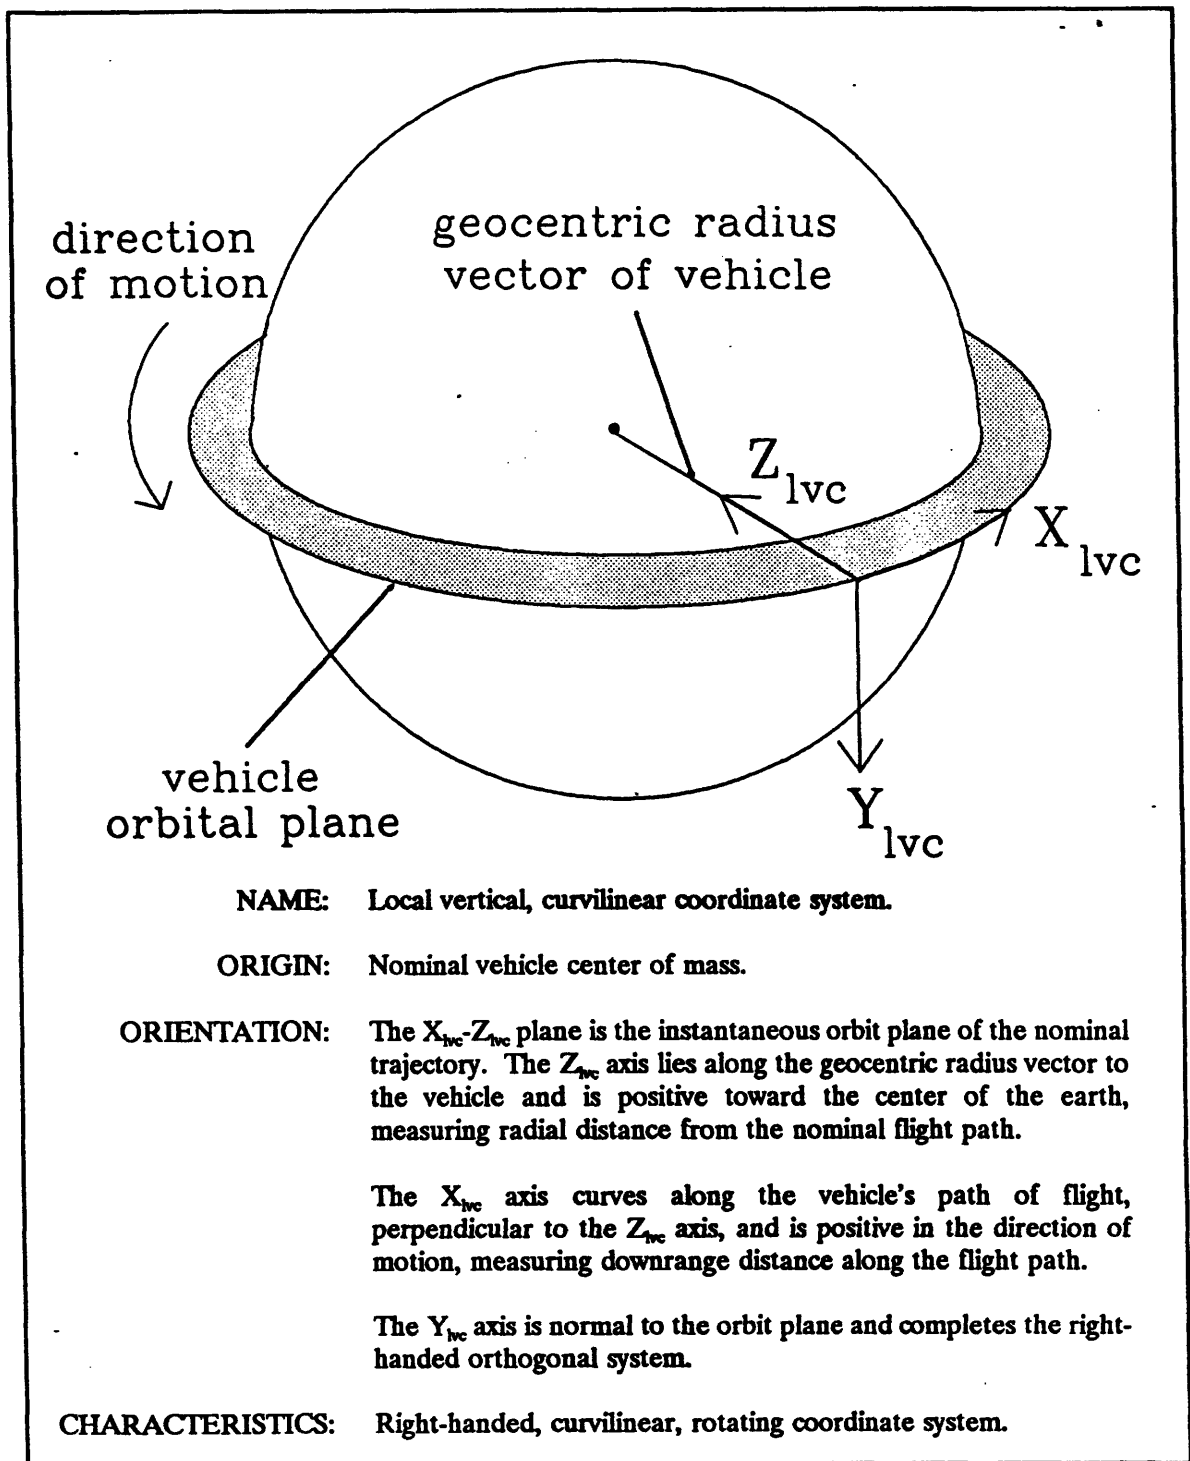 direction
of motion
geocentric radius
vector of vehicle
Z lvc
X lvc
Y lvc
vehicle
orbital plane
NAME: Local vertical, curvilinear coordinate system.
ORIGIN: Nominal vehicle center of mass.
ORIENTATION: The X lvc-Z lvc plane is the instantaneous orbit plane of the nominal
trajectory. The Z lvc axis lies along the geocentric radius vector to
the vehicle and is positive toward the center of the earth,
measuring radial distance from the nominal flight path.
The X lvc axis curves along the vehicle's path of flight,
perpendicular to the Z lvc axis, and is positive in the direction of
motion, measuring downrange distance along the flight path.
The Y lvc axis is normal to the orbit plane and completes the right-
handed orthogonal system.
CHARACTERISTICS: Right-handed, curvilinear, rotating coordinate system.